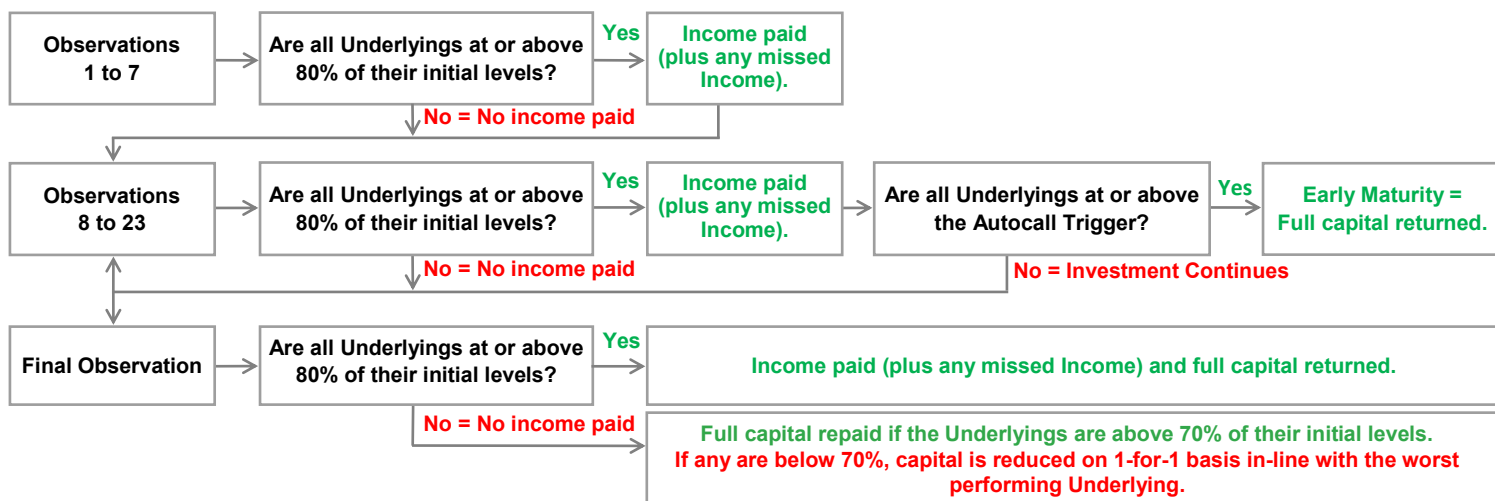 Observations
1 to 7
Are all Underlyings at or above
80% of their initial levels?
Yes
Income paid
(plus any missed
Income).
No = No income paid
Observations
8 to 23
Are all Underlyings at or above
80% of their initial levels?
Yes
Income paid
(plus any missed
Income).
Are all Underlyings at or above
the Autocall Trigger?
Yes
Early Maturity =
Full capital returned.
No = No income paid
No = Investment Continues
Final Observation
Are all Underlyings at or above
80% of their initial levels?
Yes
Income paid (plus any missed Income) and full capital returned.
No = No income paid
Full capital repaid if the Underlyings are above 70% of their initial levels.
If any are below 70%, capital is reduced on 1-for-1 basis in-line with the worst
performing Underlying.